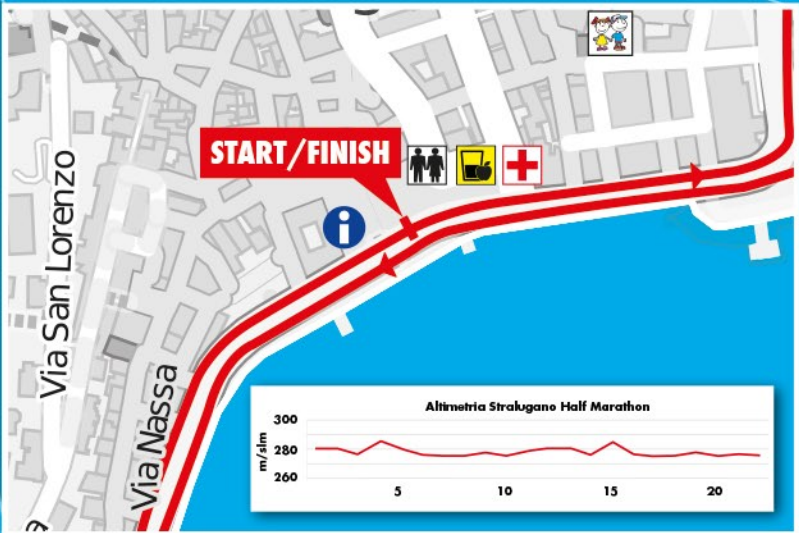 START/FINISH
i
Via San Lorenzo
Via Nassa
Altimetria Stralugano Half Marathon
m/slm
300
280
260
5
10
15
20